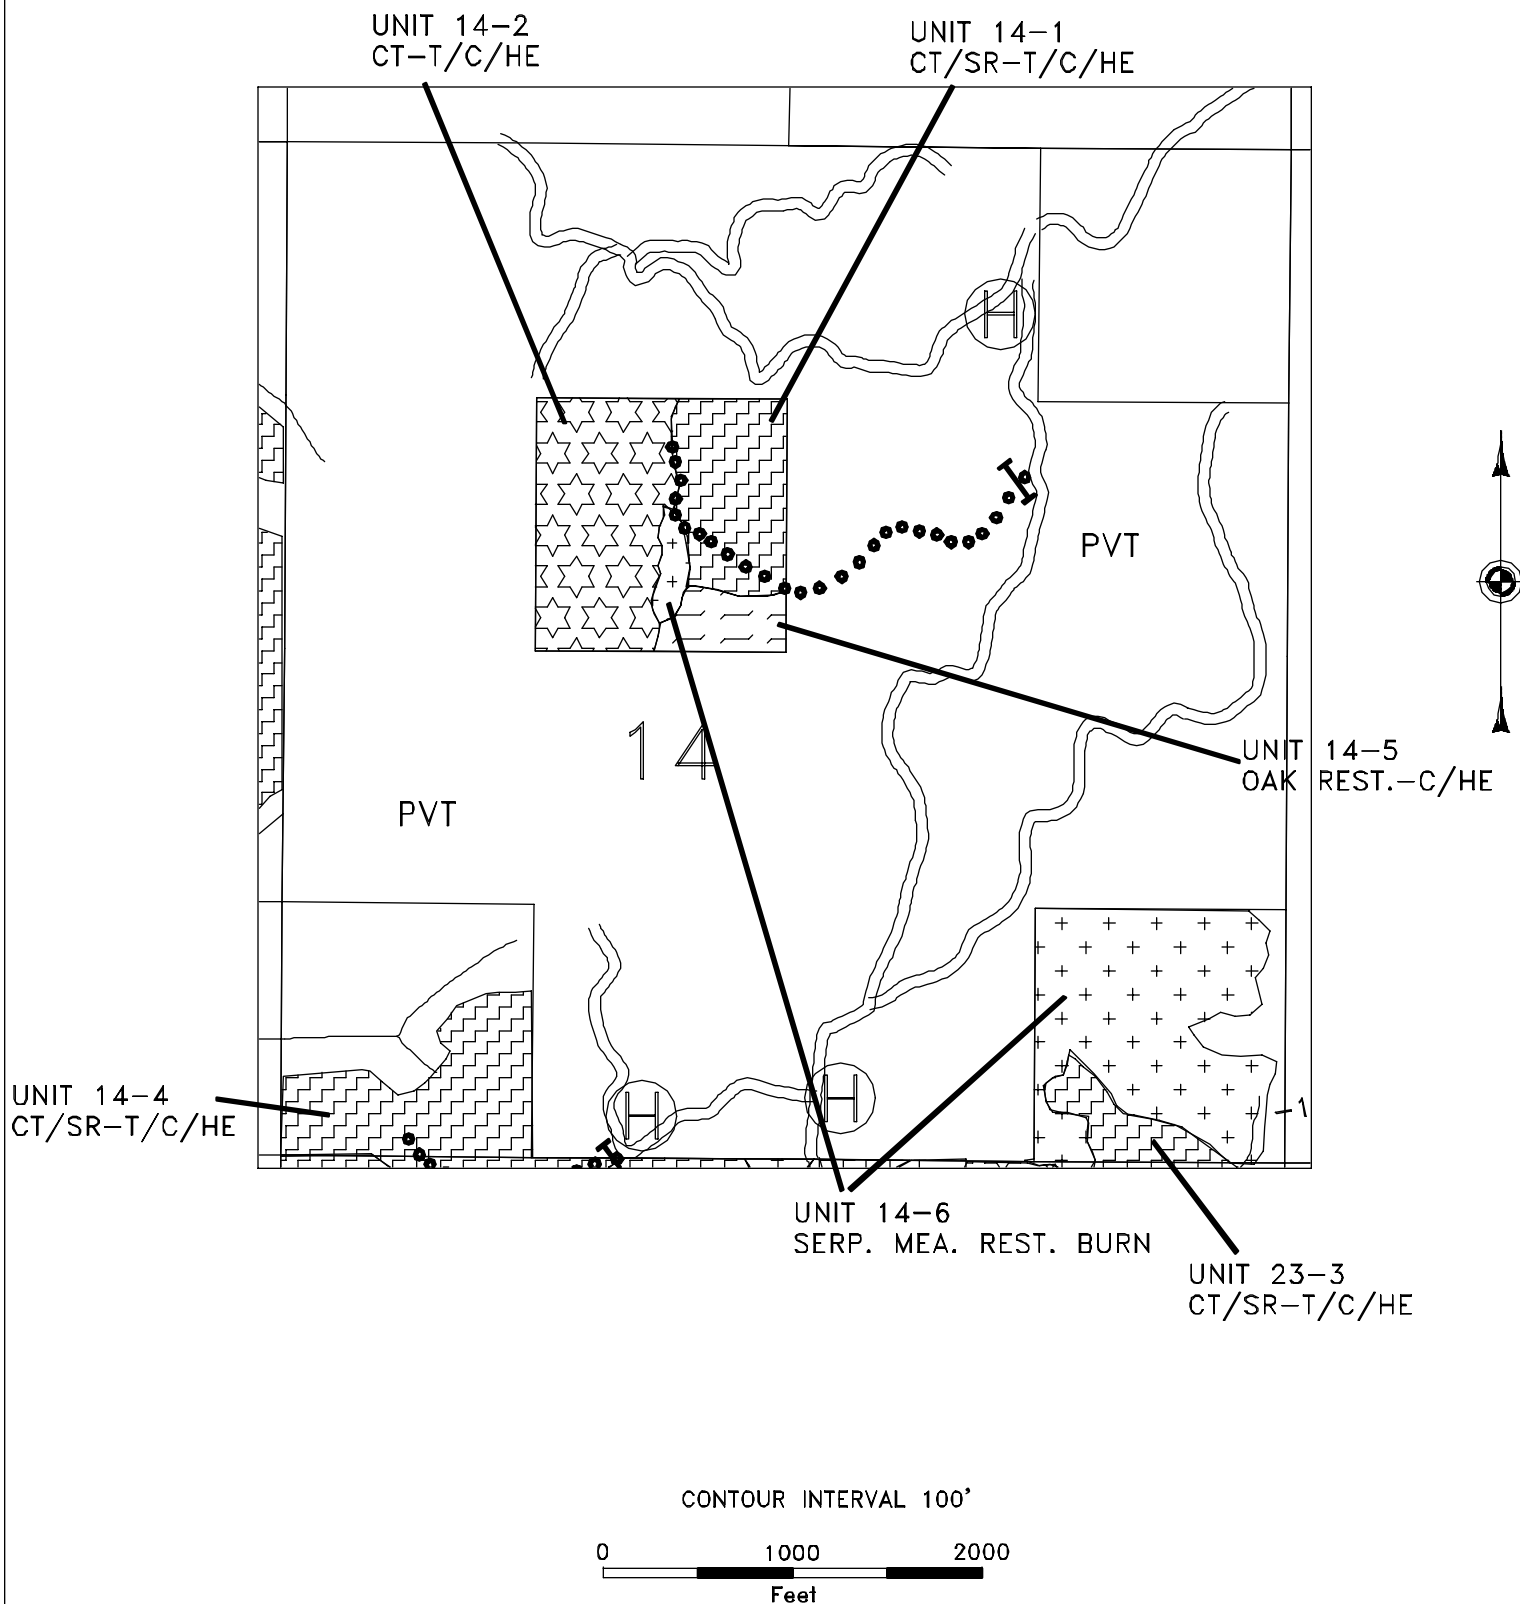 UNIT 14-2
CT-T/C/HE
UNIT 14-1
CT/SR-T/C/HE
H
PVT
14
UNIT 14-5
OAK REST.-C/HE
PVT
UNIT 14-4
CT/SR-T/C/HE
H
H
-1
UNIT 14-6
SERP. MEA. REST. BURN
UNIT 23-3
CT/SR-T/C/HE
CONTOUR INTERVAL 100'
0 1000 2000
Feet